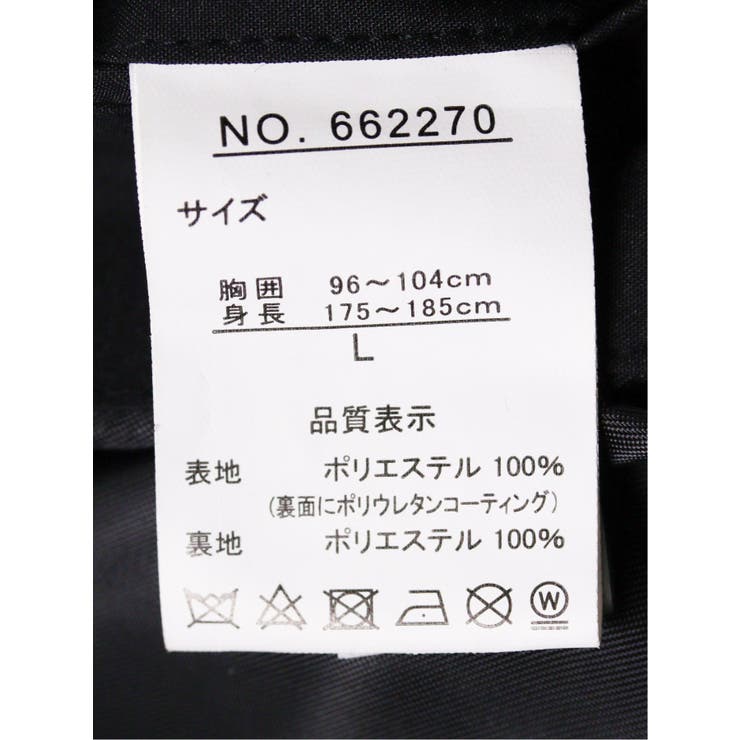 NO. 662270
サイズ
胸囲 96～104cm
身長 175～185cm
L
品質表示
表地 ポリエステル 100%
(裏面にポリウレタンコーティング)
裏地 ポリエステル 100%
W